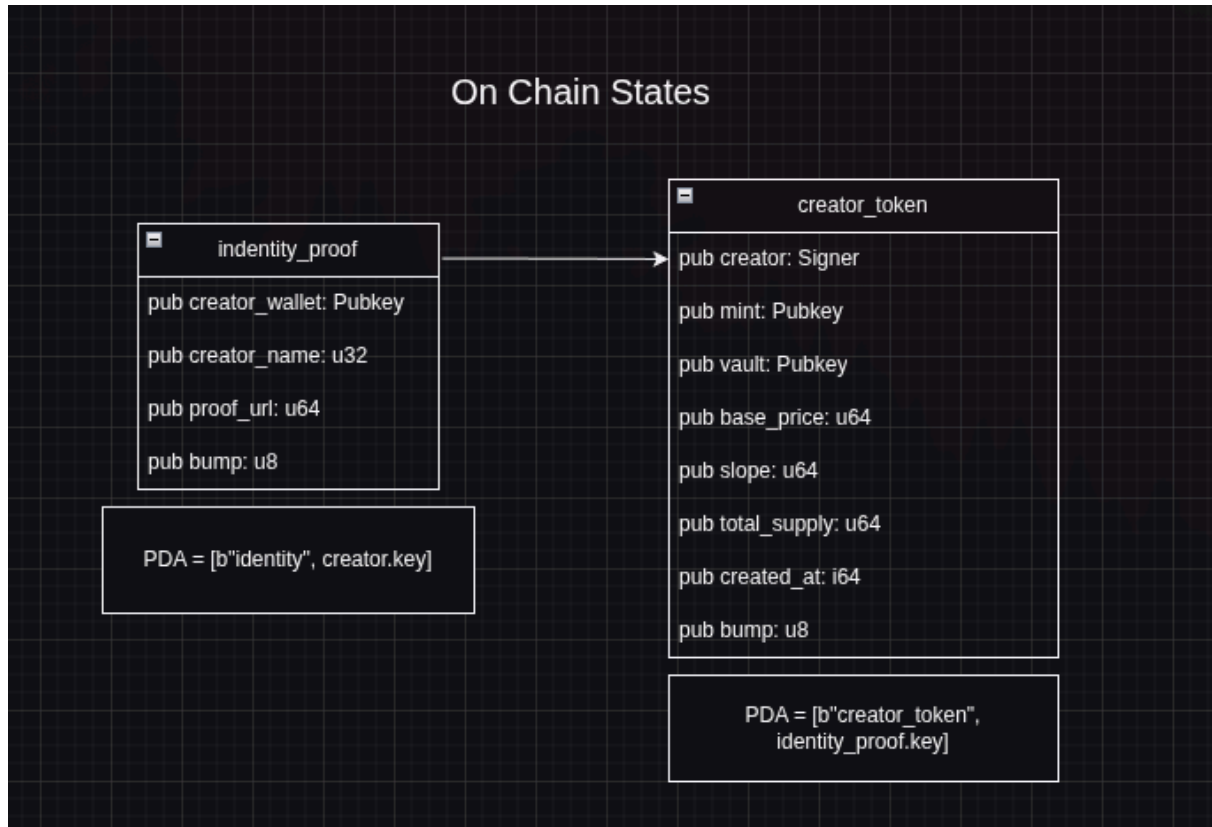 On Chain States
indentity_proof
pub creator_wallet: Pubkey
pub creator_name: u32
pub proof_url: u64
pub bump: u8
PDA = [b"identity", creator.key]
creator_token
pub creator: Signer
pub mint: Pubkey
pub vault: Pubkey
pub base_price: u64
pub slope: u64
pub total_supply: u64
pub created_at: i64
pub bump: u8
PDA = [b"creator_token",
identity_proof.key]